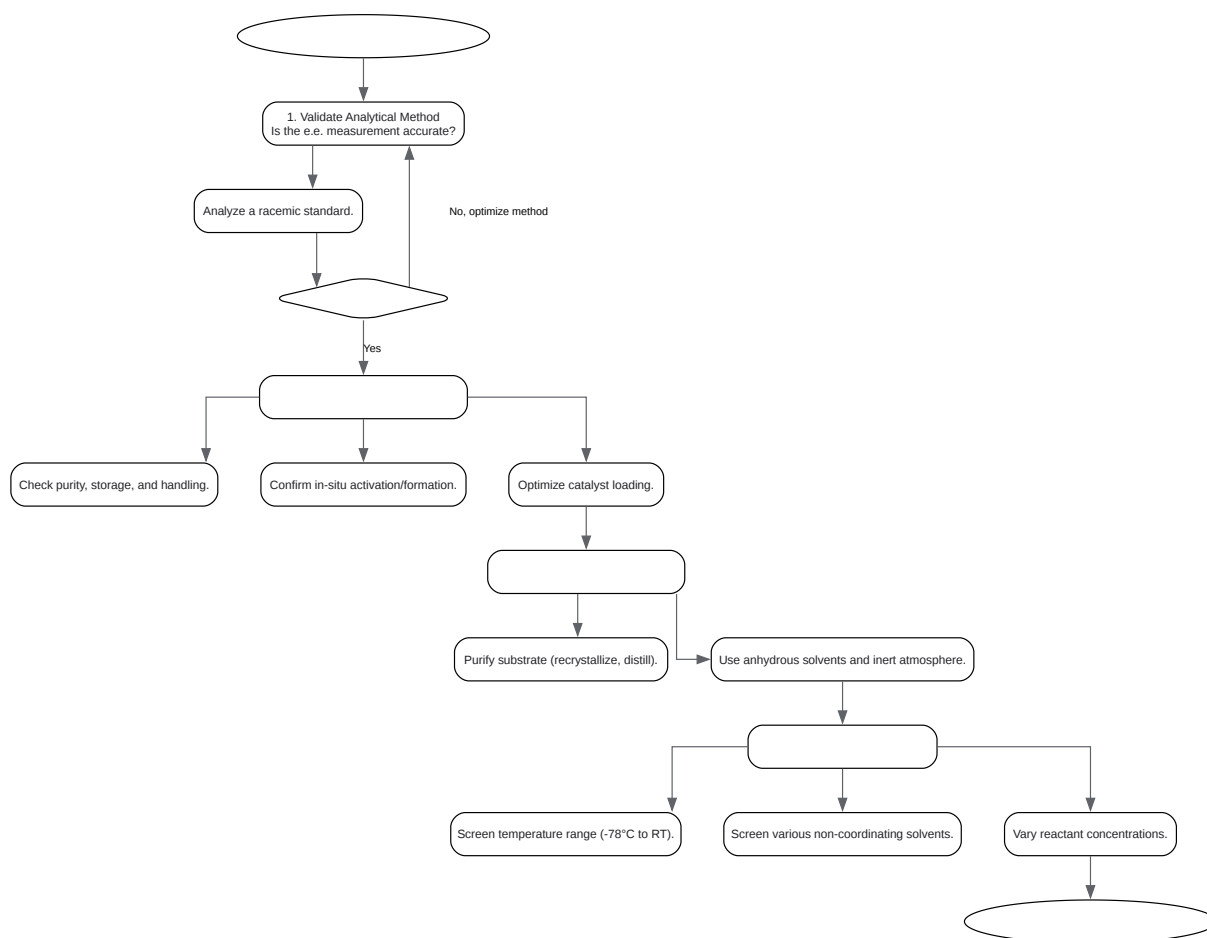 1. Validate Analytical Method
Is the e.e. measurement accurate?
Analyze a racemic standard.
No, optimize method
Yes
Check purity, storage, and handling.
Confirm in-situ activation/formation.
Optimize catalyst loading.
Purify substrate (recrystallize, distill).
Use anhydrous solvents and inert atmosphere.
Screen temperature range (-78°C to RT).
Screen various non-coordinating solvents.
Vary reactant concentrations.